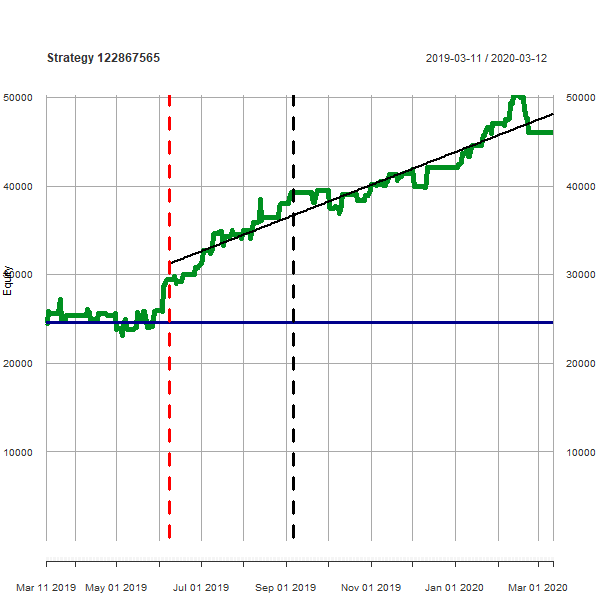 Strategy 122867565
2019-03-11 / 2020-03-12
50000 50000
40000 40000
30000 30000
Equity
20000 20000
10000 10000
Mar 11 2019 May 01 2019 Jul 01 2019 Sep 01 2019 Nov 01 2019 Jan 01 2020 Mar 01 2020